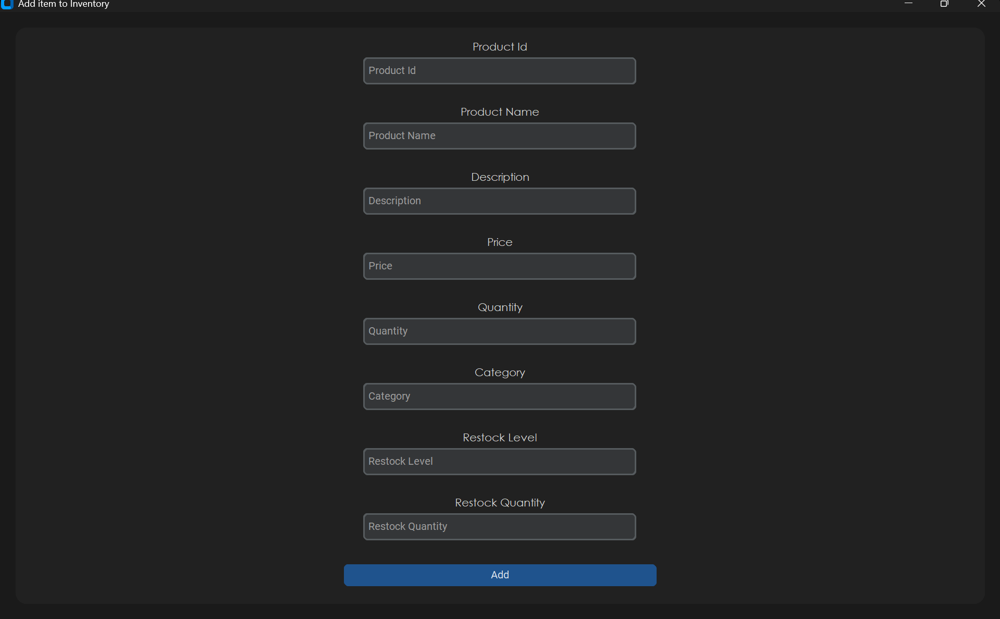 Add item to Inventory
Product Id
Product Id
Product Name
Product Name
Description
Description
Price
Price
Quantity
Quantity
Category
Category
Restock Level
Restock Level
Restock Quantity
Restock Quantity
Add